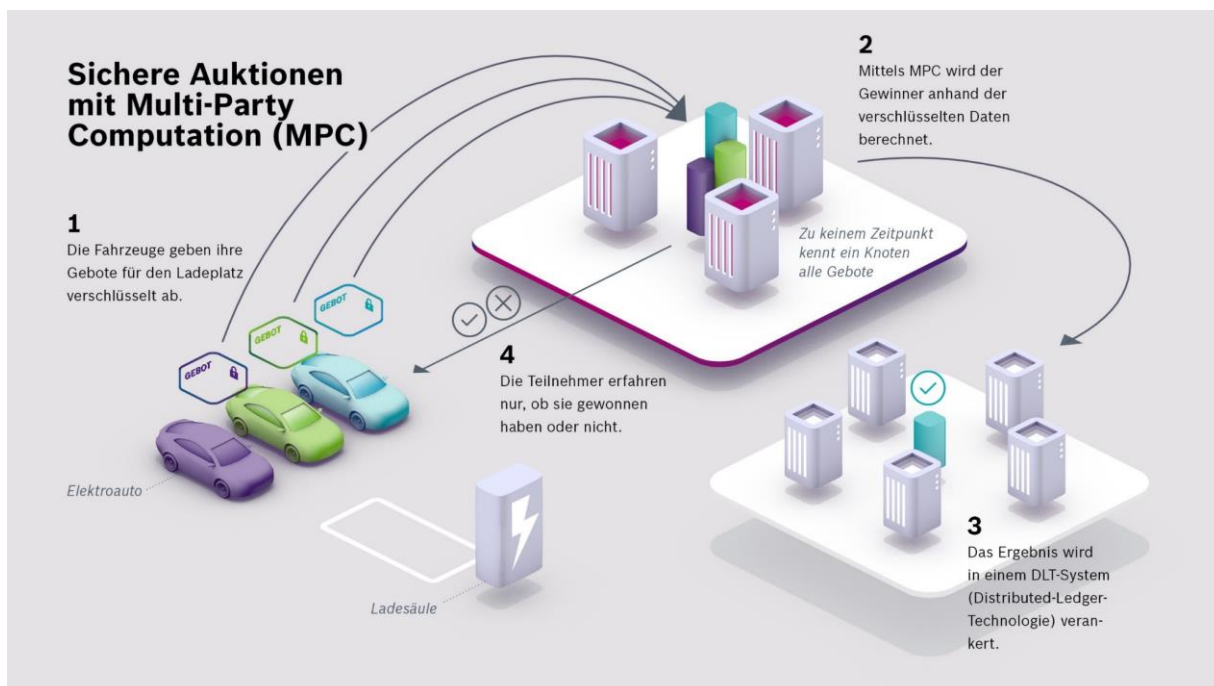 Sichere Auktionen
mit Multi-Party
Computation (MPC)
1
Die Fahrzeuge geben ihre
Gebote für den Ladeplatz
verschlüsselt ab.
GEBOT
GEBOT
GEBOT
Elektroauto
Ladesäule
2
Mittels MPC wird der
Gewinner anhand der
verschlüsselten Daten
berechnet.
Zu keinem Zeitpunkt
kennt ein Knoten
alle Gebote
3
Das Ergebnis wird
in einem DLT-System
(Distributed-Ledger-
Technologie) veran-
kert.
4
Die Teilnehmer erfahren
nur, ob sie gewonnen
haben oder nicht.